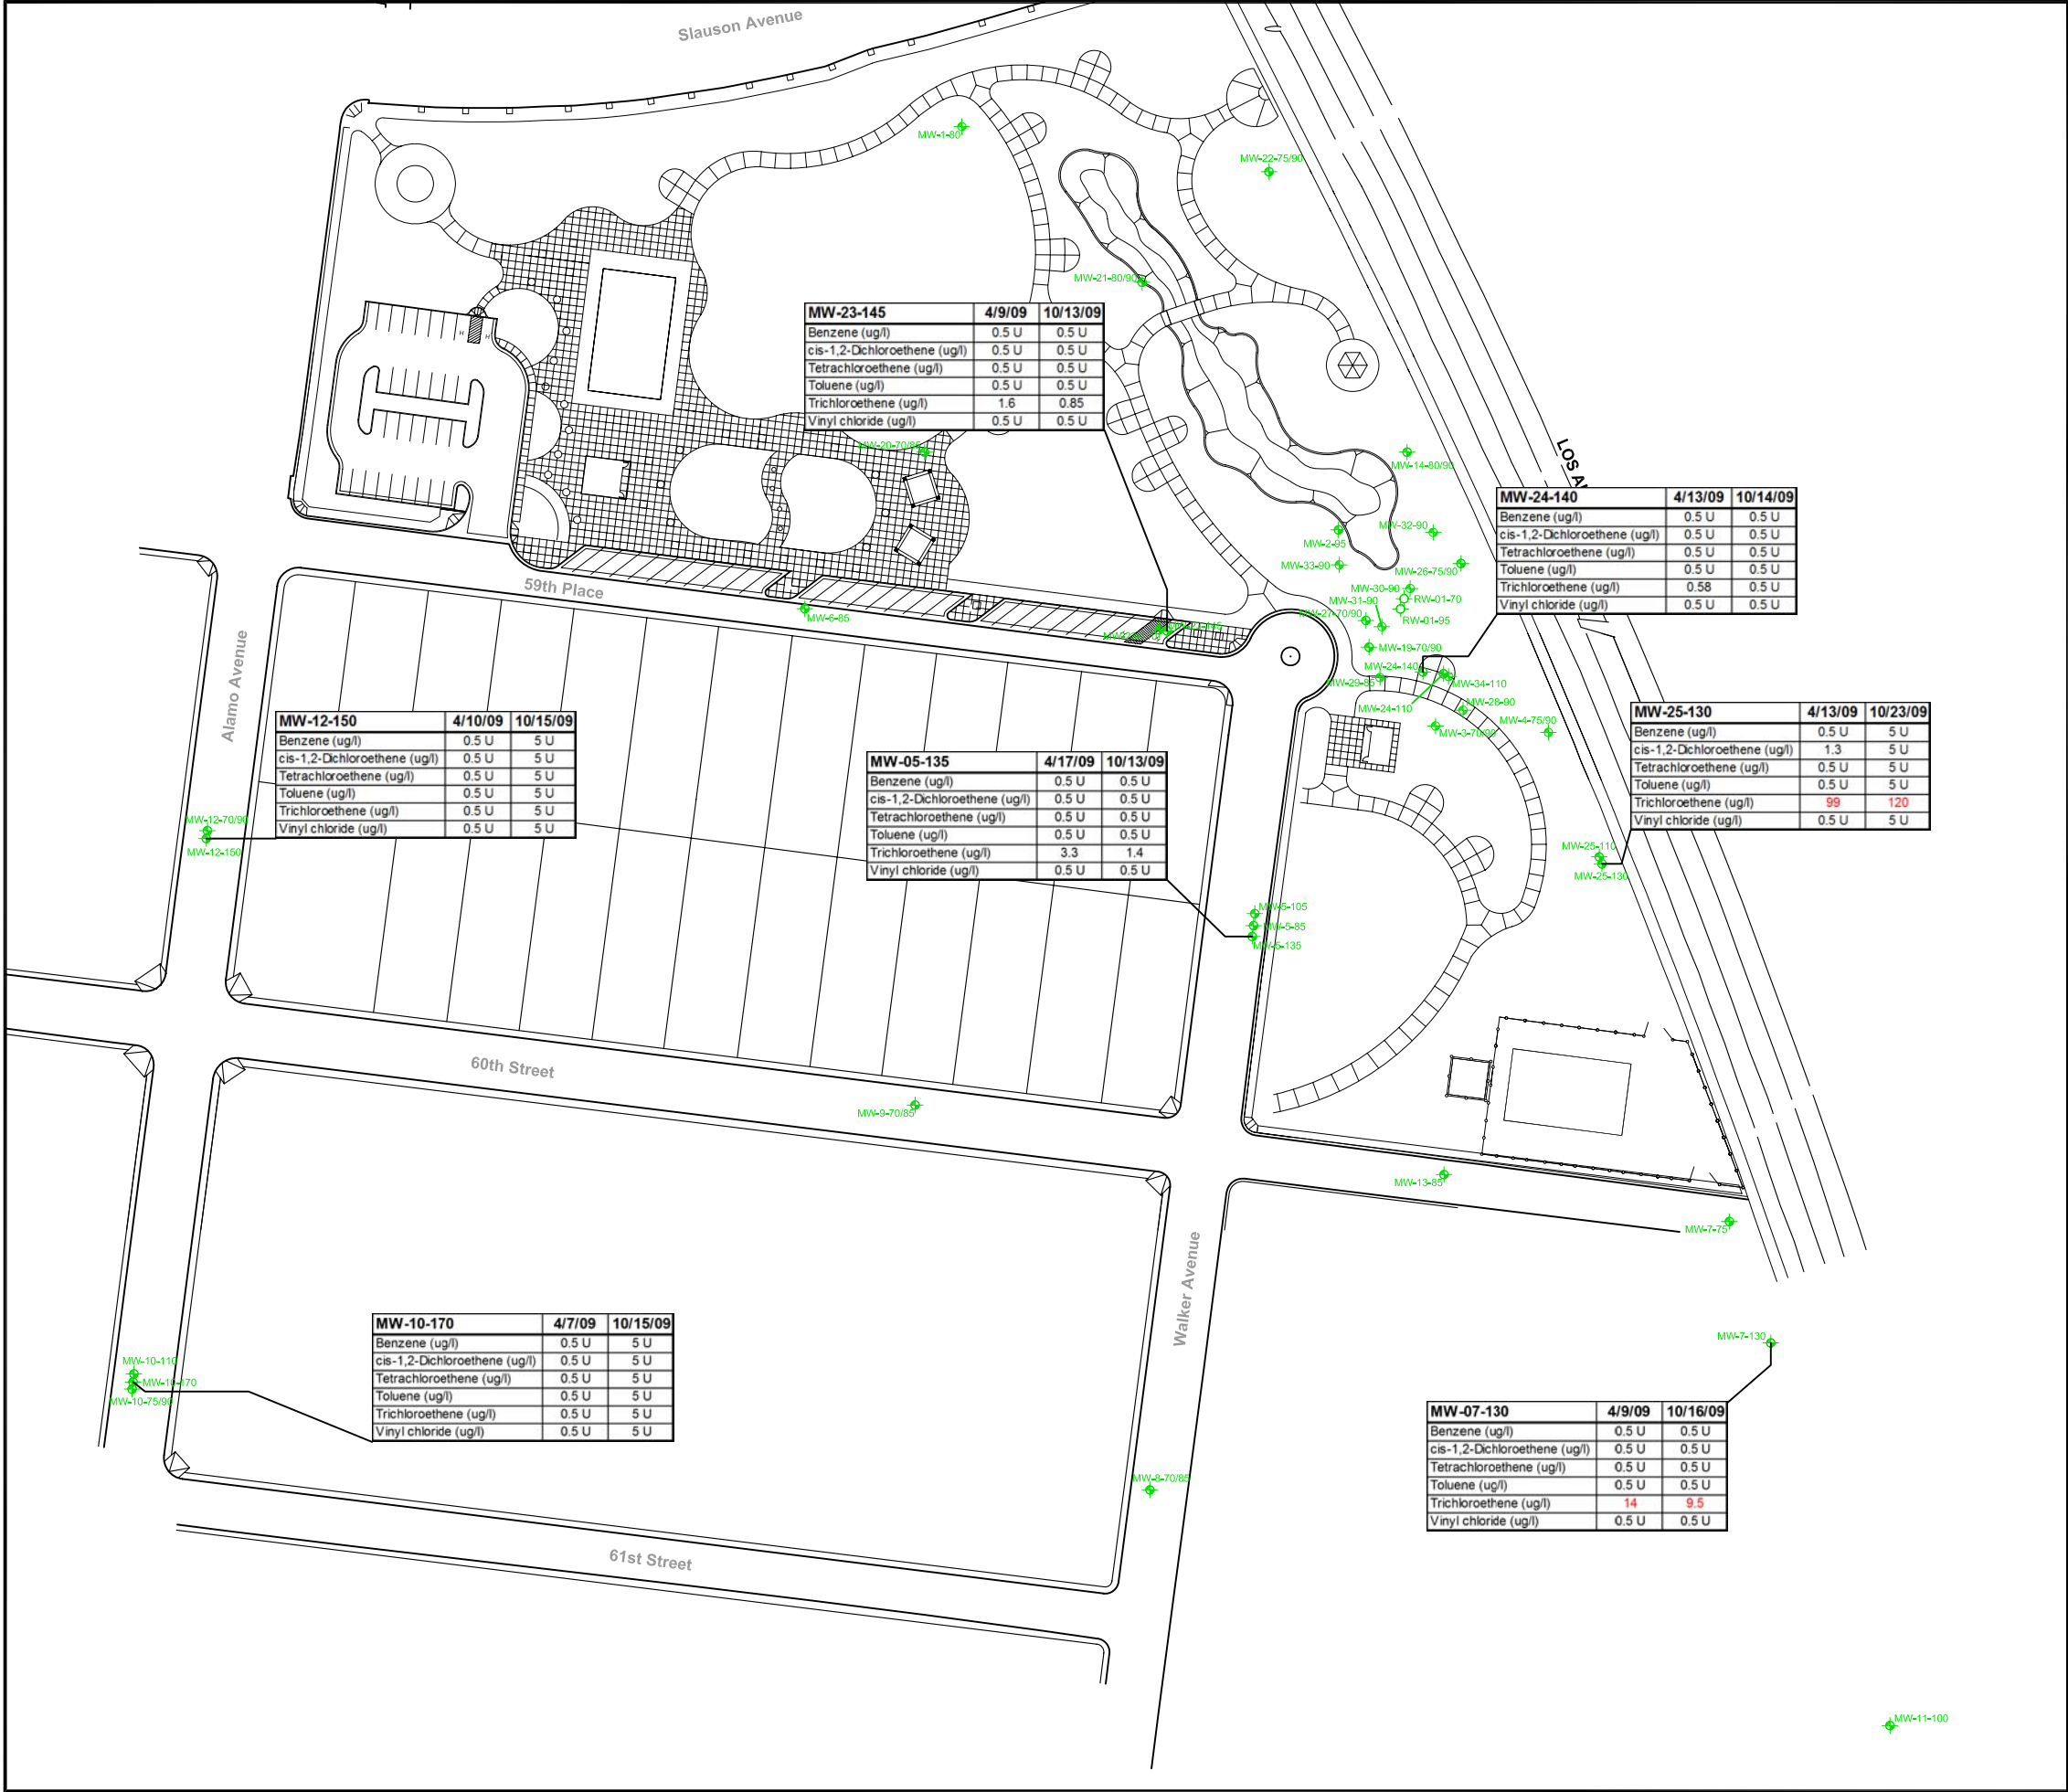 Slauson Avenue
MW-1-80
MW-22-75/90
MW-21-80/90
MW-23-145 4/9/09 10/13/09
Benzene (ug/l) 0.5 U 0.5 U
cis-1,2-Dichloroethene (ug/l) 0.5 U 0.5 U
Tetrachloroethene (ug/l) 0.5 U 0.5 U
Toluene (ug/l) 0.5 U 0.5 U
Trichloroethene (ug/l) 1.6 0.85
Vinyl chloride (ug/l) 0.5 U 0.5 U
MW-20-70/85
MW-14-80/90
LOS A
MW-24-140 4/13/09 10/14/09
Benzene (ug/l) 0.5 U 0.5 U
cis-1,2-Dichloroethene (ug/l) 0.5 U 0.5 U
Tetrachloroethene (ug/l) 0.5 U 0.5 U
Toluene (ug/l) 0.5 U 0.5 U
Trichloroethene (ug/l) 0.58 0.5 U
Vinyl chloride (ug/l) 0.5 U 0.5 U
MW-32-90
MW-2-95
MW-33-90
MW-26-75/90
MW-30-90
RW-01-70
MW-31-90
MW-27-70/90
RW-01-95
59th Place
MW-6-85
MW-19-70/90
MW-24-140
MW-29-85
MW-34-110
MW-28-90
MW-24-110
MW-4-75/90
MW-3-70/90
Alamo Avenue
MW-12-150 4/10/09 10/15/09
Benzene (ug/l) 0.5 U 5 U
cis-1,2-Dichloroethene (ug/l) 0.5 U 5 U
Tetrachloroethene (ug/l) 0.5 U 5 U
Toluene (ug/l) 0.5 U 5 U
Trichloroethene (ug/l) 0.5 U 5 U
Vinyl chloride (ug/l) 0.5 U 5 U
MW-12-70/90
MW-12-150
MW-05-135 4/17/09 10/13/09
Benzene (ug/l) 0.5 U 0.5 U
cis-1,2-Dichloroethene (ug/l) 0.5 U 0.5 U
Tetrachloroethene (ug/l) 0.5 U 0.5 U
Toluene (ug/l) 0.5 U 0.5 U
Trichloroethene (ug/l) 3.3 1.4
Vinyl chloride (ug/l) 0.5 U 0.5 U
MW-25-130 4/13/09 10/23/09
Benzene (ug/l) 0.5 U 5 U
cis-1,2-Dichloroethene (ug/l) 1.3 5 U
Tetrachloroethene (ug/l) 0.5 U 5 U
Toluene (ug/l) 0.5 U 5 U
Trichloroethene (ug/l) 99 120
Vinyl chloride (ug/l) 0.5 U 5 U
MW-25-110
MW-25-130
MW-5-105
MW-5-85
MW-5-135
60th Street
MW-9-70/85
MW-13-85
MW-7-75
Walker Avenue
MW-10-170 4/7/09 10/15/09
Benzene (ug/l) 0.5 U 5 U
cis-1,2-Dichloroethene (ug/l) 0.5 U 5 U
Tetrachloroethene (ug/l) 0.5 U 5 U
Toluene (ug/l) 0.5 U 5 U
Trichloroethene (ug/l) 0.5 U 5 U
Vinyl chloride (ug/l) 0.5 U 5 U
MW-10-110
MW-10-170
MW-10-75/90
MW-7-130
MW-07-130 4/9/09 10/16/09
Benzene (ug/l) 0.5 U 0.5 U
cis-1,2-Dichloroethene (ug/l) 0.5 U 0.5 U
Tetrachloroethene (ug/l) 0.5 U 0.5 U
Toluene (ug/l) 0.5 U 0.5 U
Trichloroethene (ug/l) 14 9.5
Vinyl chloride (ug/l) 0.5 U 0.5 U
MW-8-70/85
61st Street
MW-11-100